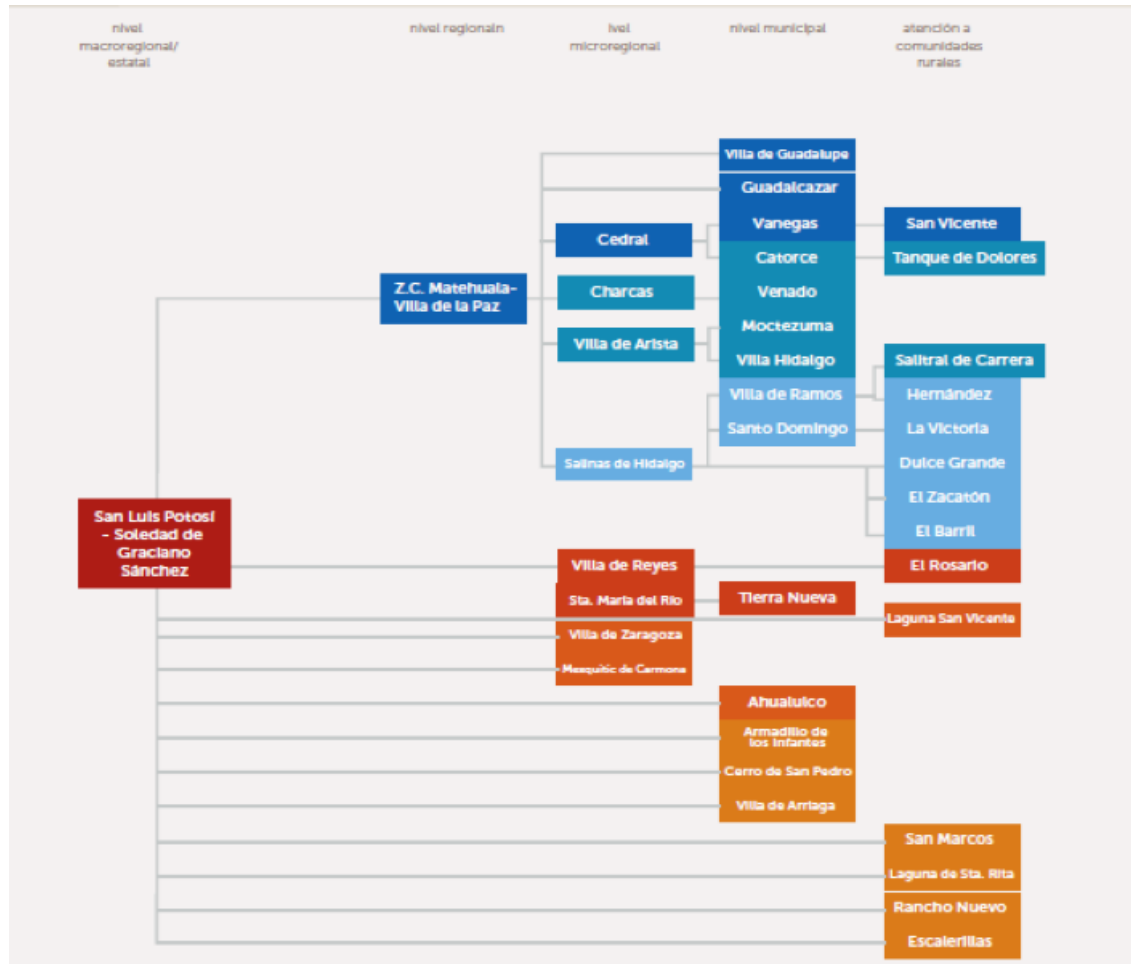 nivel
macroregional/
estatal
nivel regionaln
ivel
microregional
nivel municipal
atención a
comunidades
rurales
Villa de Guadalupe
Guadalcazar
Cedral
Vanegas
San Vicente
Catorce
Tanque de Dolores
Z.C. Matehuala-
Villa de la Paz
Charcas
Venado
Villa de Arista
Moctezuma
Villa Hidalgo
Salitral de Carrera
Villa de Ramos
Hernández
Santo Domingo
La Victoria
Salinas de Hidalgo
Dulce Grande
El Zacatón
El Barril
San Luis Potosí
- Soledad de
Graciano
Sánchez
Villa de Reyes
El Rosario
Sta. María del Río
Tierra Nueva
Laguna San Vicente
Villa de Zaragoza
Mexquitic de Carmona
Ahualulco
Armadillo de
los Infantes
Cerro de San Pedro
Villa de Arriaga
San Marcos
Laguna de Sta. Rita
Rancho Nuevo
Escalerillas